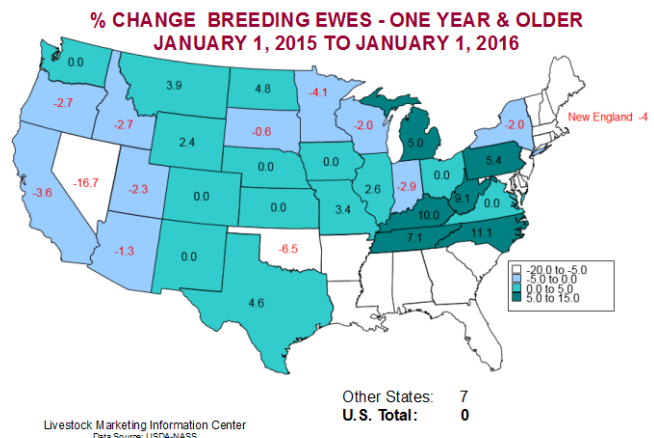 % CHANGE BREEDING EWES - ONE YEAR & OLDER
JANUARY 1, 2015 TO JANUARY 1, 2016
0.0
3.9
4.8
-4.1
-2.7
-2.7
-0.6
-2.0
5.0
-2.0
New England -4
2.4
5.4
-16.7
-3.6
-2.3
0.0
0.0
0.0
0.0
2.6
-2.9
0.0
9.1
0.0
3.4
10.0
11.1
7.1
-1.3
0.0
-6.5
4.6
-20.0 to -5.0
-5.0 to 0.0
0.0 to 5.0
5.0 to 15.0
Other States: 7
U.S. Total: 0
Livestock Marketing Information Center
Data Source: USDA-NASS